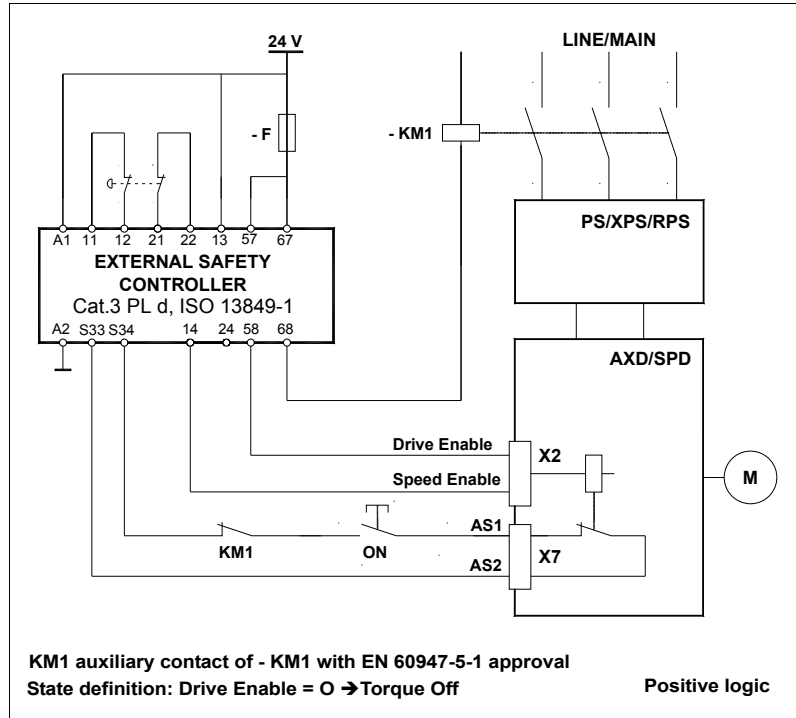 24 V
LINE/MAIN
- F
- KM1
A1 11 12 21 22 13 57 67
PS/XPS/RPS
EXTERNAL SAFETY
CONTROLLER
Cat.3 PL d, ISO 13849-1
A2 S33 S34 14 24 58 68
AXD/SPD
Drive Enable
X2
Speed Enable
M
AS1
KM1
ON
X7
AS2
KM1 auxiliary contact of - KM1 with EN 60947-5-1 approval
State definition: Drive Enable = O ➔Torque Off
Positive logic